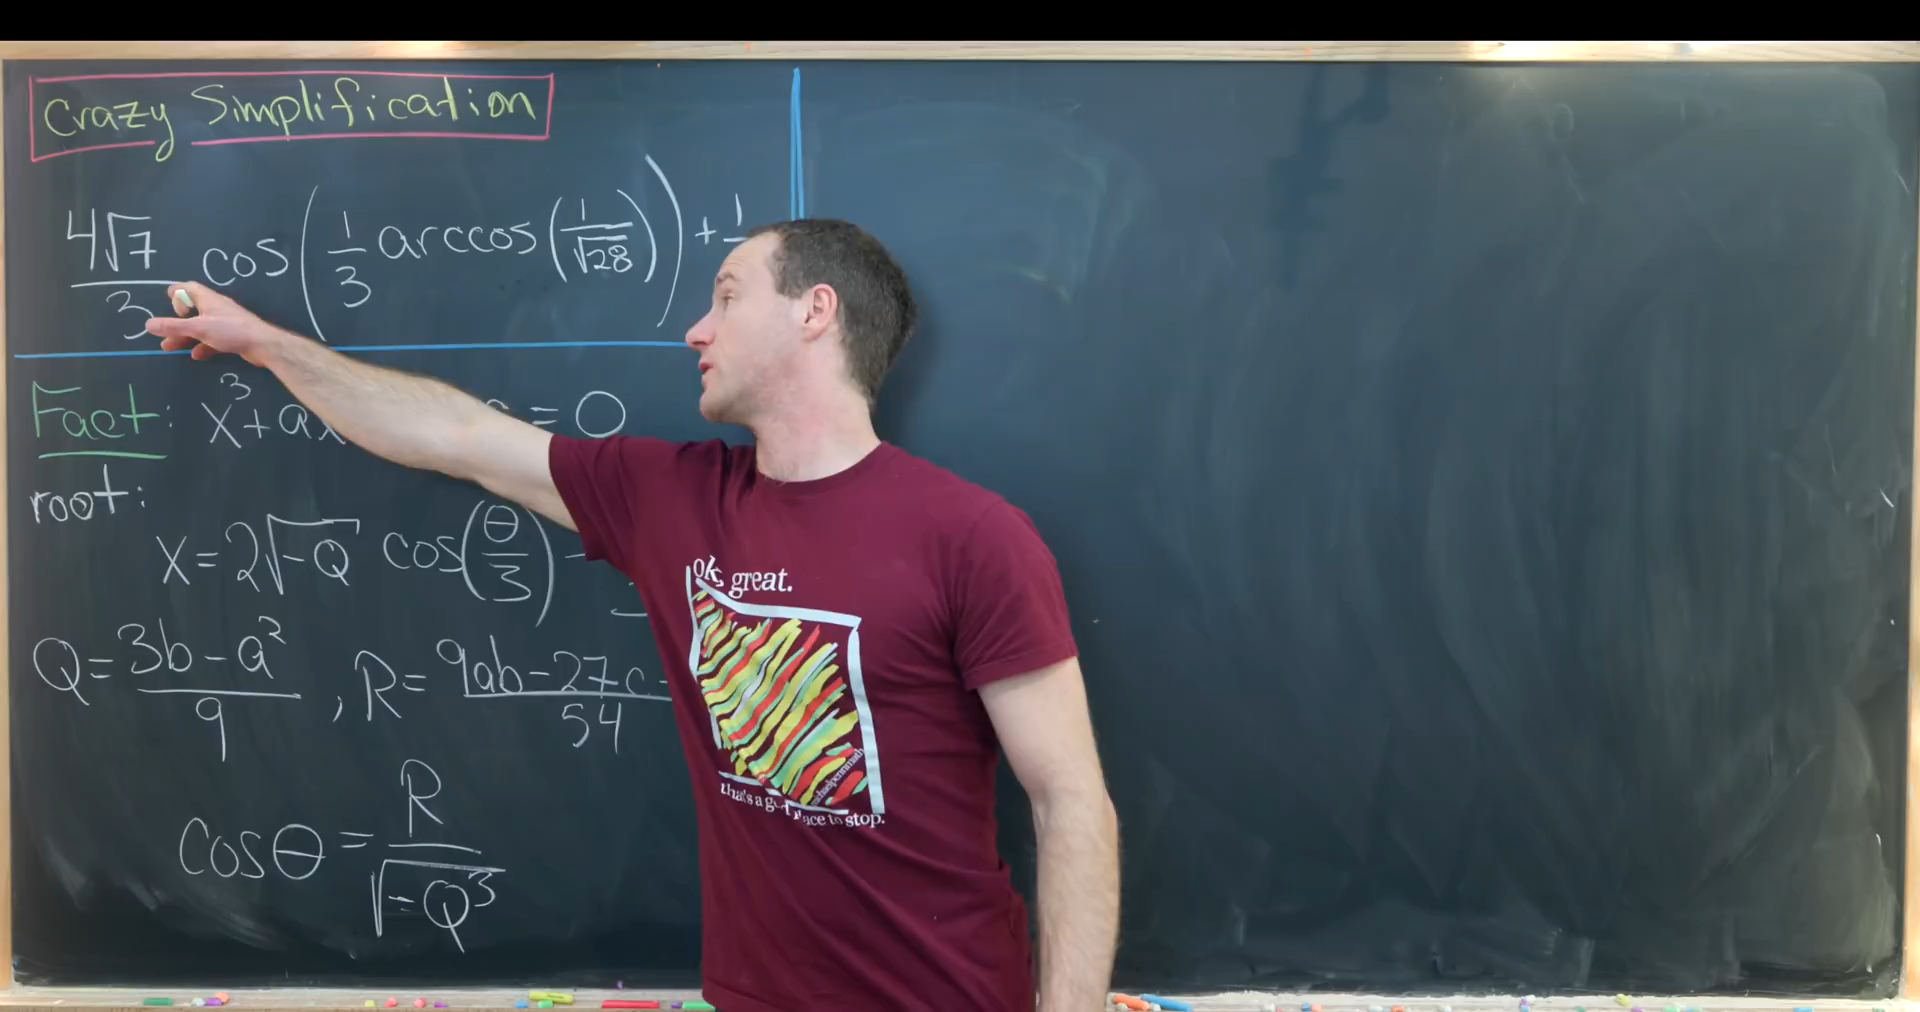 Crazy Simplification
4√7/3 cos(1/3 arccos(1/√28)) + 1
Fact: x³ + ax = 0
root:
x = 2√-Q cos(θ/3) -
Q = 3b - a²/9 , R = 9ab - 27c -/54
cosθ = R/√-Q³
ok, great.
michaelpennmath
that's a place to stop.